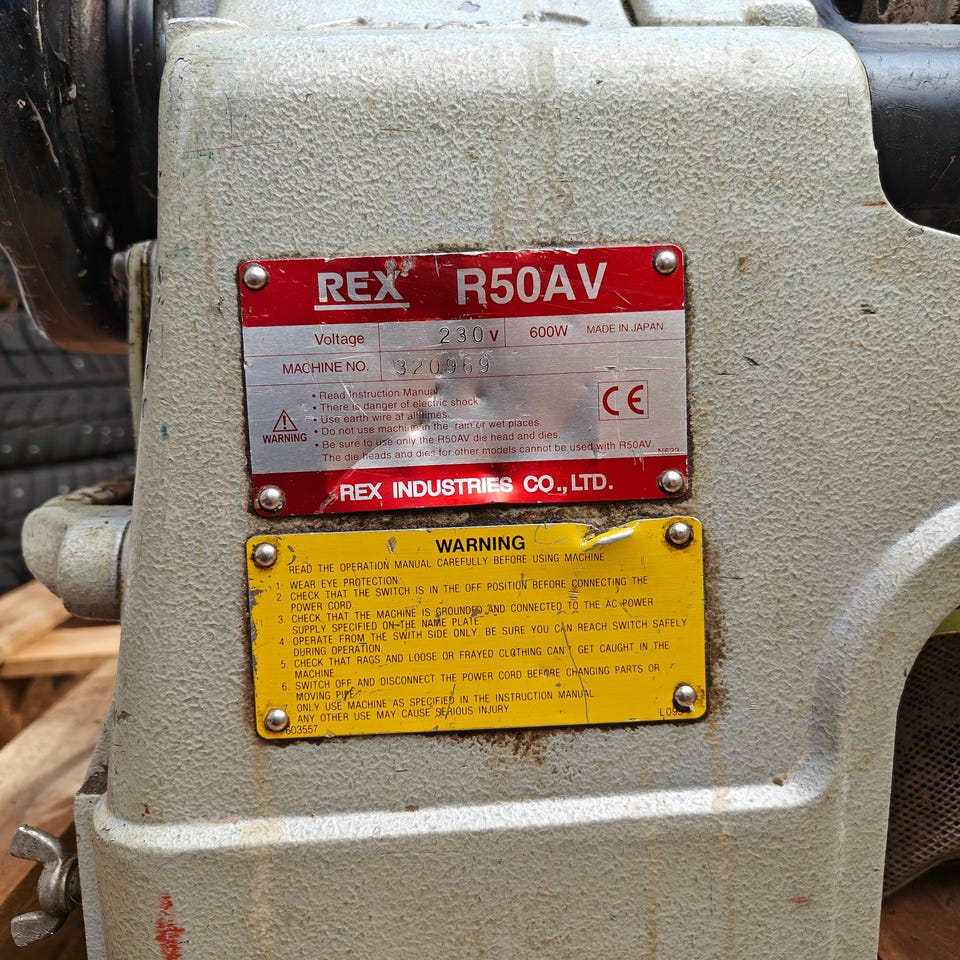 REX R50AV
Voltage 230 V 600W MADE IN JAPAN
MACHINE NO. 320969
• Read Instruction Manual.
• There is danger of electric shock.
• Use earth wire at all times.
• Do not use machine in the rain or wet places.
• Be sure to use only the R50AV die head and dies.
The die heads and dies for other models cannot be used with R50AV.
WARNING
CE
N623
REX INDUSTRIES CO., LTD.
WARNING
READ THE OPERATION MANUAL CAREFULLY BEFORE USING MACHINE
1. WEAR EYE PROTECTION.
2. CHECK THAT THE SWITCH IS IN THE OFF POSITION BEFORE CONNECTING THE
POWER CORD
3 CHECK THAT THE MACHINE IS GROUNDED AND CONNECTED TO THE AC POWER
SUPPLY SPECIFIED ON THE NAME PLATE
4 OPERATE FROM THE SWITH SIDE ONLY BE SURE YOU CAN REACH SWITCH SAFELY
DURING OPERATION
5. CHECK THAT RAGS AND LOOSE OR FRAYED CLOTHING CAN'T GET CAUGHT IN THE
MACHINE
6. SWITCH OFF AND DISCONNECT THE POWER CORD BEFORE CHANGING PARTS OR
MOVING PIPE
ONLY USE MACHINE AS SPECIFIED IN THE INSTRUCTION MANUAL
ANY OTHER USE MAY CAUSE SERIOUS INJURY
603557